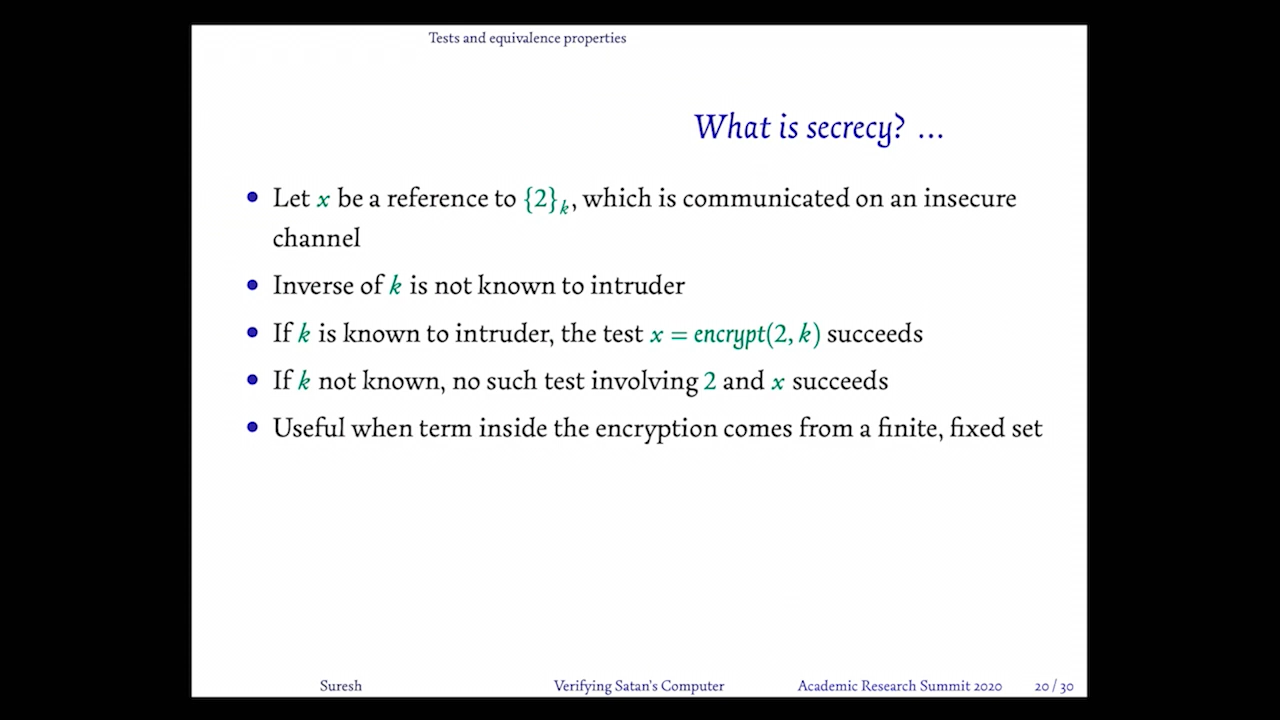 Tests and equivalence properties
What is secrecy? ...
• Let x be a reference to {2}ₖ, which is communicated on an insecure
channel
• Inverse of k is not known to intruder
• If k is known to intruder, the test x = encrypt(2, k) succeeds
• If k not known, no such test involving 2 and x succeeds
• Useful when term inside the encryption comes from a finite, fixed set
Suresh Verifying Satan's Computer Academic Research Summit 2020 20 / 30